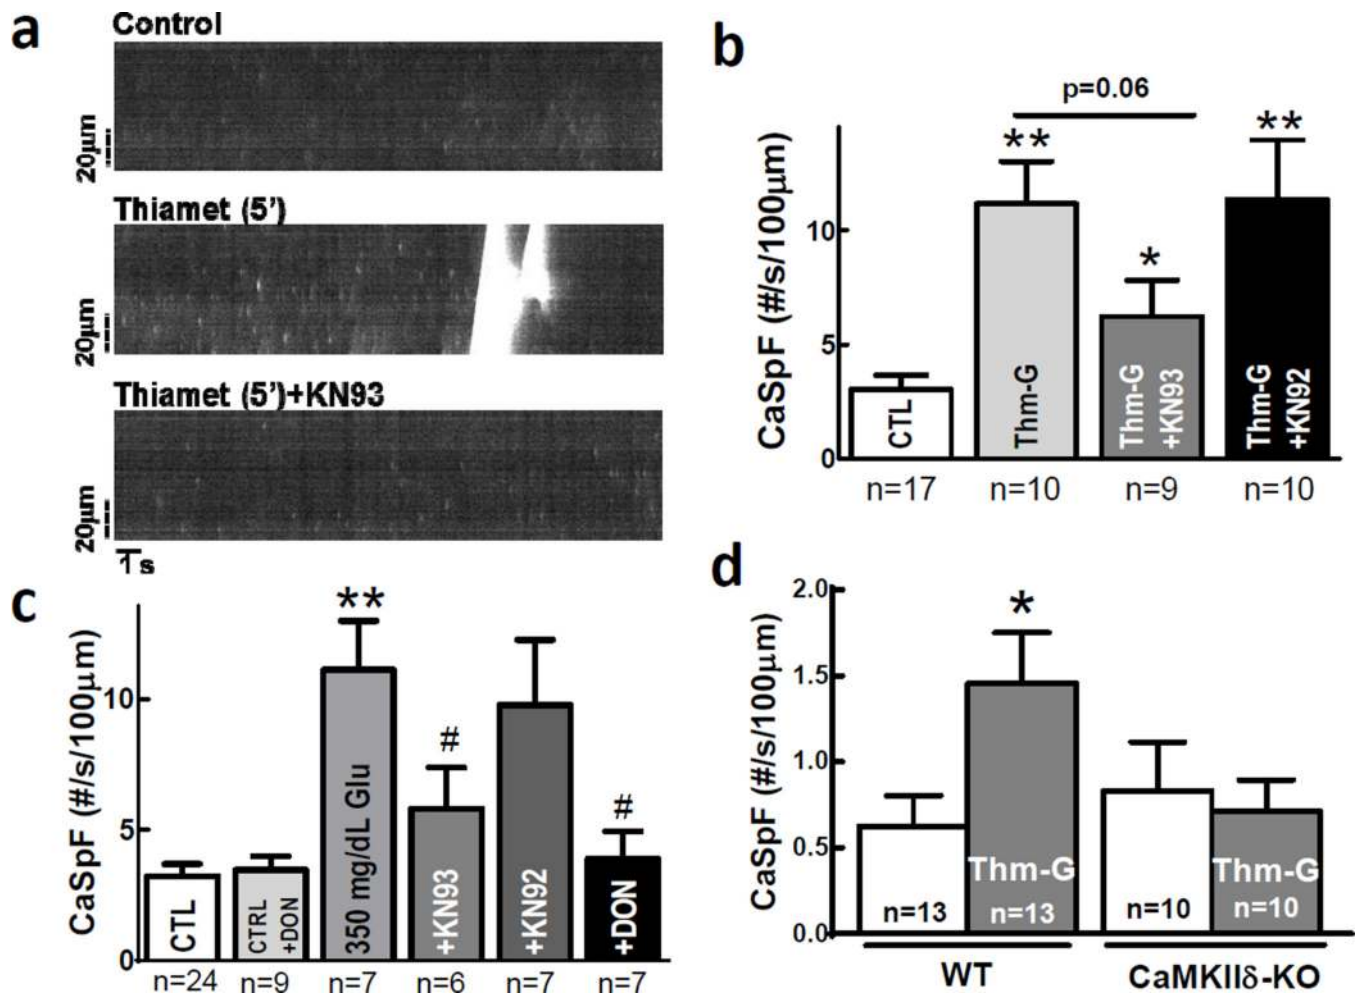 a
Control
20µm
Thiamet (5')
20µm
Thiamet (5')+KN93
20µm
1s
b
p=0.06
**
*
**
CaSpF (#/s/100µm)
10
5
0
CTL
Thm-G
Thm-G
+KN93
Thm-G
+KN92
n=17
n=10
n=9
n=10
c
**
#
#
CaSpF (#/s/100µm)
10
5
0
CTL
CTRL
+DON
350 mg/dL Glu
+KN93
+KN92
+DON
n=24
n=9
n=7
n=6
n=7
n=7
d
*
CaSpF (#/s/100µm)
2.0
1.5
1.0
0.5
0.0
n=13
Thm-G
n=13
n=10
Thm-G
n=10
WT
CaMKIIδ-KO